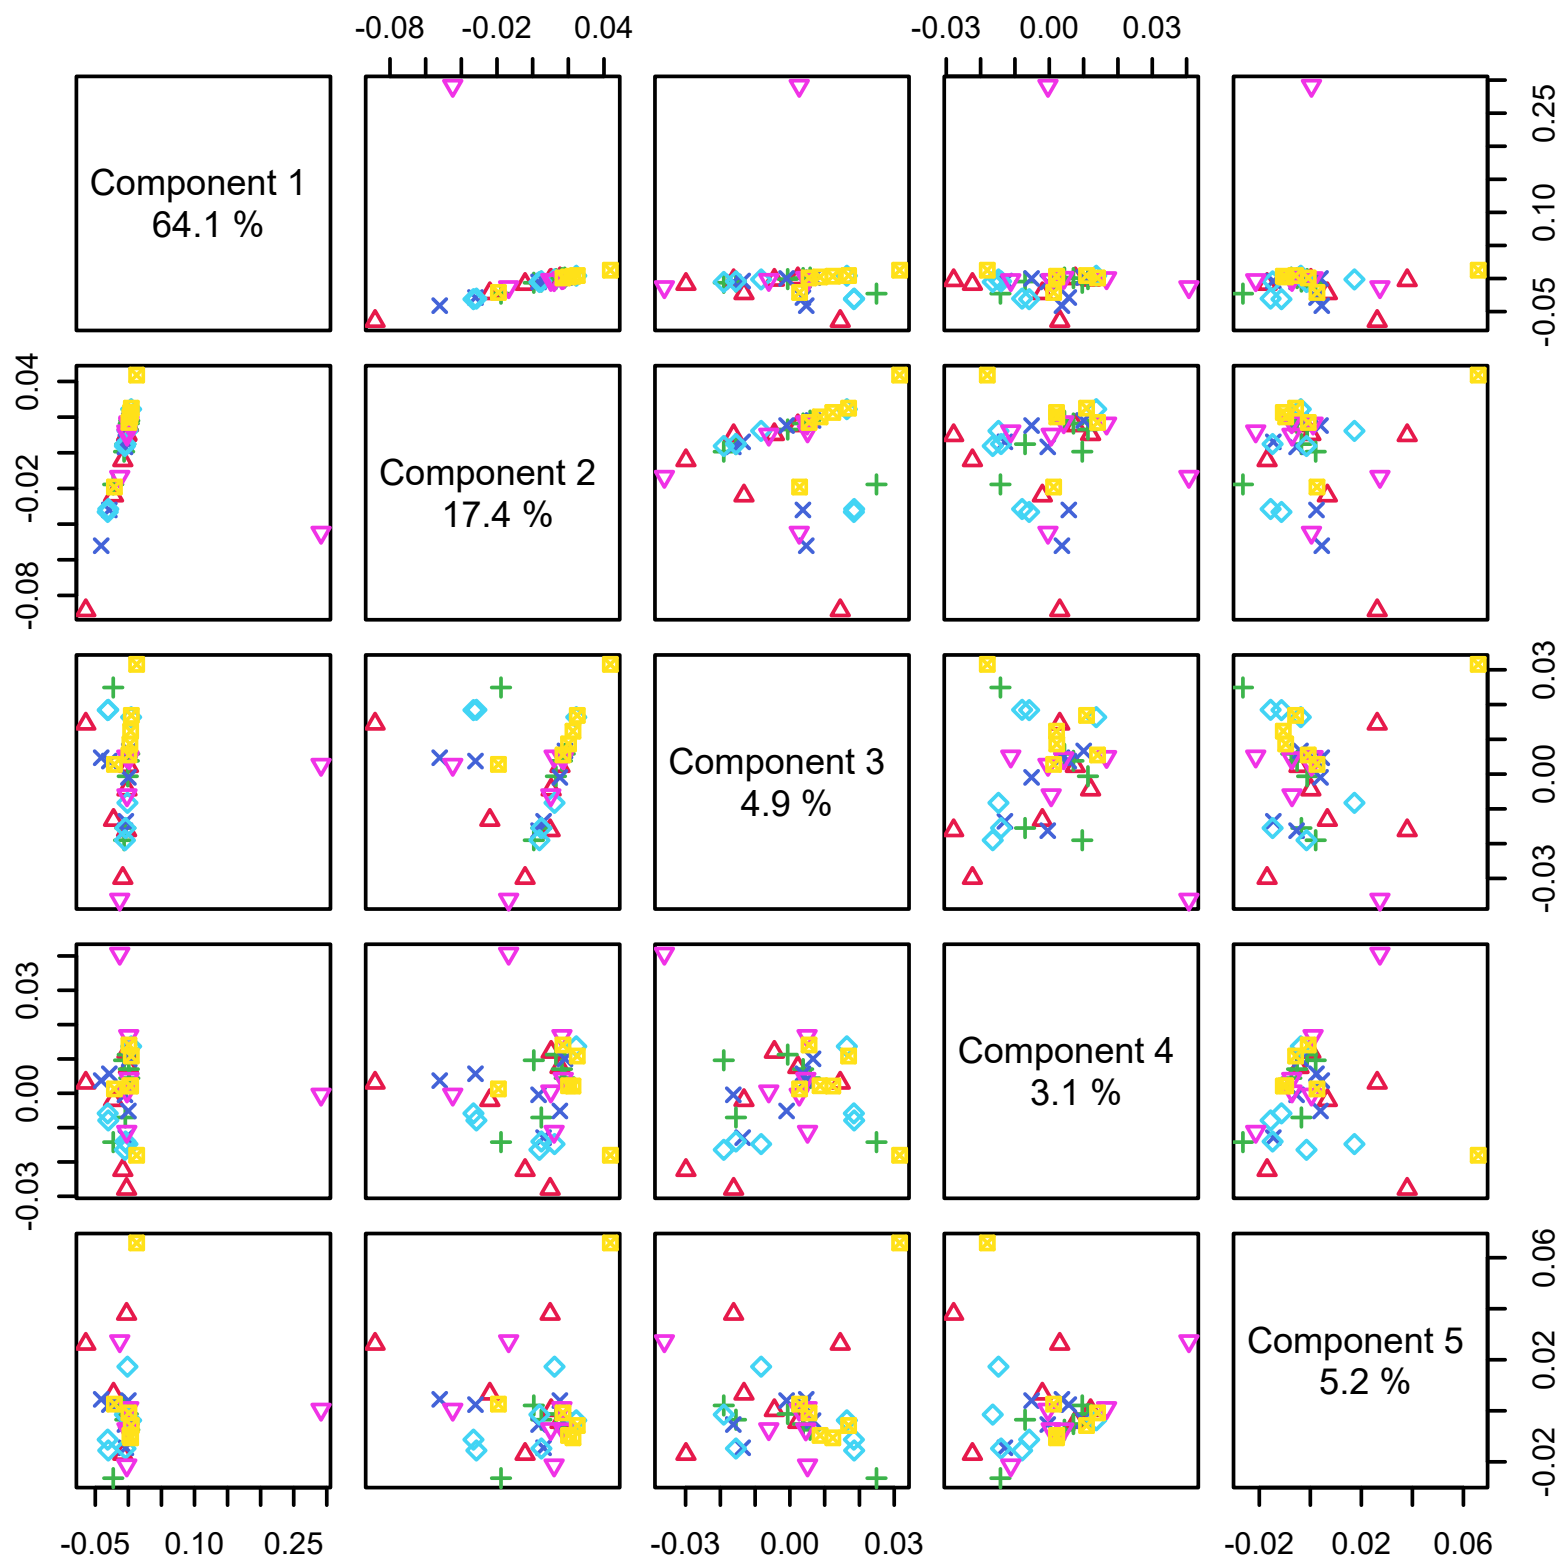 -0.08 -0.02 0.04 -0.03 0.00 0.03
Component 1
64.1 %
-0.05 0.10 0.25
-0.08 -0.02 0.04
Component 2
17.4 %
Component 3
4.9 %
-0.03 0.00 0.03
-0.03 0.00 0.03
Component 4
3.1 %
Component 5
5.2 %
-0.02 0.02 0.06
-0.05 0.10 0.25 -0.03 0.00 0.03 -0.02 0.02 0.06